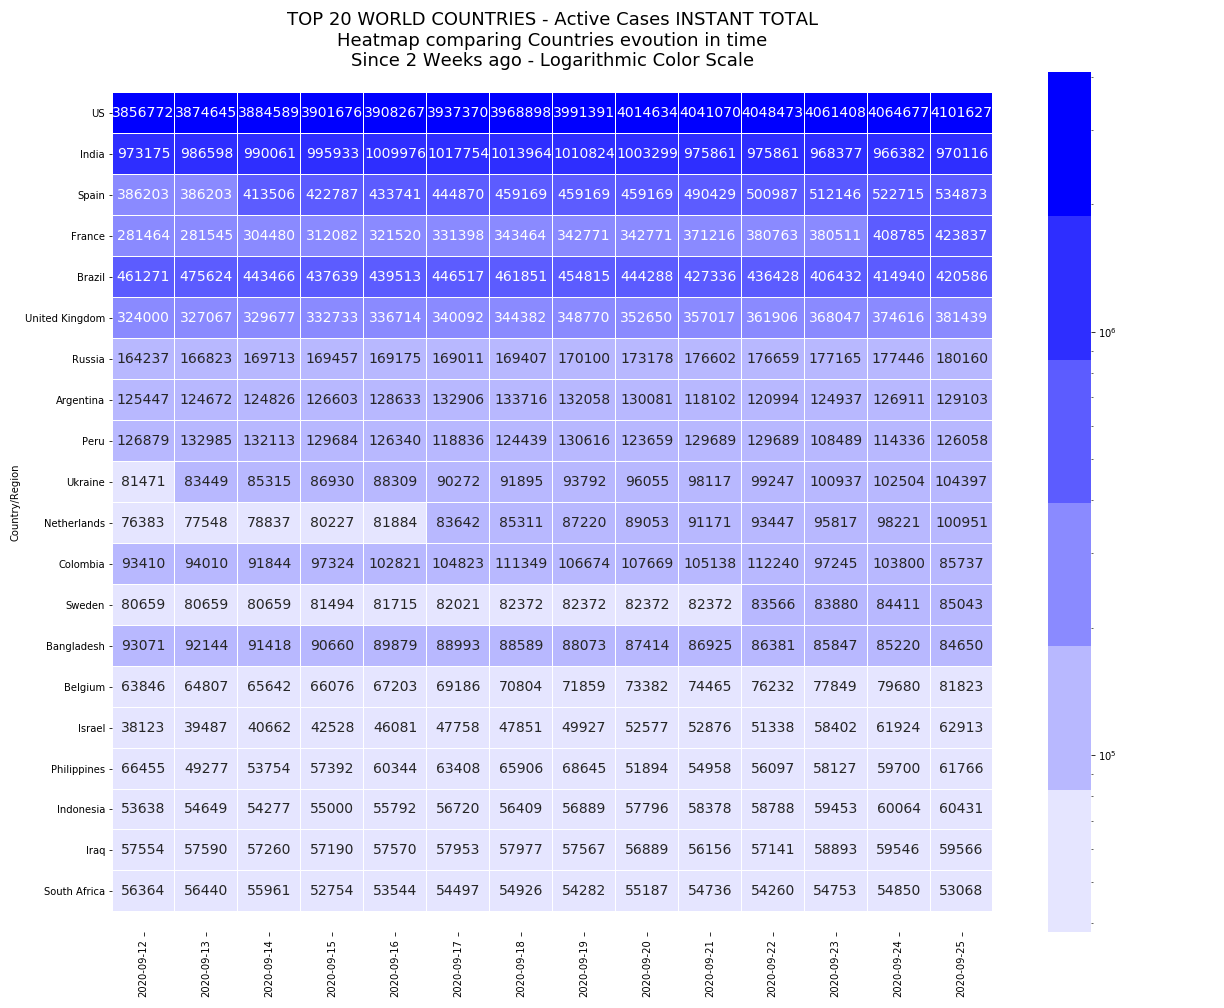 TOP 20 WORLD COUNTRIES - Active Cases INSTANT TOTAL
Heatmap comparing Countries evoution in time
Since 2 Weeks ago - Logarithmic Color Scale
US 3856772 3874645 3884589 3901676 3908267 3937370 3968898 3991391 4014634 4041070 4048473 4061408 4064677 4101627
India 973175 986598 990061 995933 1009976 1017754 1013964 1010824 1003299 975861 975861 968377 966382 970116
Spain 386203 386203 413506 422787 433741 444870 459169 459169 459169 490429 500987 512146 522715 534873
France 281464 281545 304480 312082 321520 331398 343464 342771 342771 371216 380763 380511 408785 423837
Brazil 461271 475624 443466 437639 439513 446517 461851 454815 444288 427336 436428 406432 414940 420586
United Kingdom 324000 327067 329677 332733 336714 340092 344382 348770 352650 357017 361906 368047 374616 381439
10⁶
Russia 164237 166823 169713 169457 169175 169011 169407 170100 173178 176602 176659 177165 177446 180160
Argentina 125447 124672 124826 126603 128633 132906 133716 132058 130081 118102 120994 124937 126911 129103
Peru 126879 132985 132113 129684 126340 118836 124439 130616 123659 129689 129689 108489 114336 126058
Ukraine 81471 83449 85315 86930 88309 90272 91895 93792 96055 98117 99247 100937 102504 104397
Country/Region
Netherlands 76383 77548 78837 80227 81884 83642 85311 87220 89053 91171 93447 95817 98221 100951
Colombia 93410 94010 91844 97324 102821 104823 111349 106674 107669 105138 112240 97245 103800 85737
Sweden 80659 80659 80659 81494 81715 82021 82372 82372 82372 82372 83566 83880 84411 85043
Bangladesh 93071 92144 91418 90660 89879 88993 88589 88073 87414 86925 86381 85847 85220 84650
Belgium 63846 64807 65642 66076 67203 69186 70804 71859 73382 74465 76232 77849 79680 81823
Israel 38123 39487 40662 42528 46081 47758 47851 49927 52577 52876 51338 58402 61924 62913
10⁵
Philippines 66455 49277 53754 57392 60344 63408 65906 68645 51894 54958 56097 58127 59700 61766
Indonesia 53638 54649 54277 55000 55792 56720 56409 56889 57796 58378 58788 59453 60064 60431
Iraq 57554 57590 57260 57190 57570 57953 57977 57567 56889 56156 57141 58893 59546 59566
South Africa 56364 56440 55961 52754 53544 54497 54926 54282 55187 54736 54260 54753 54850 53068
2020-09-12 2020-09-13 2020-09-14 2020-09-15 2020-09-16 2020-09-17 2020-09-18 2020-09-19 2020-09-20 2020-09-21 2020-09-22 2020-09-23 2020-09-24 2020-09-25